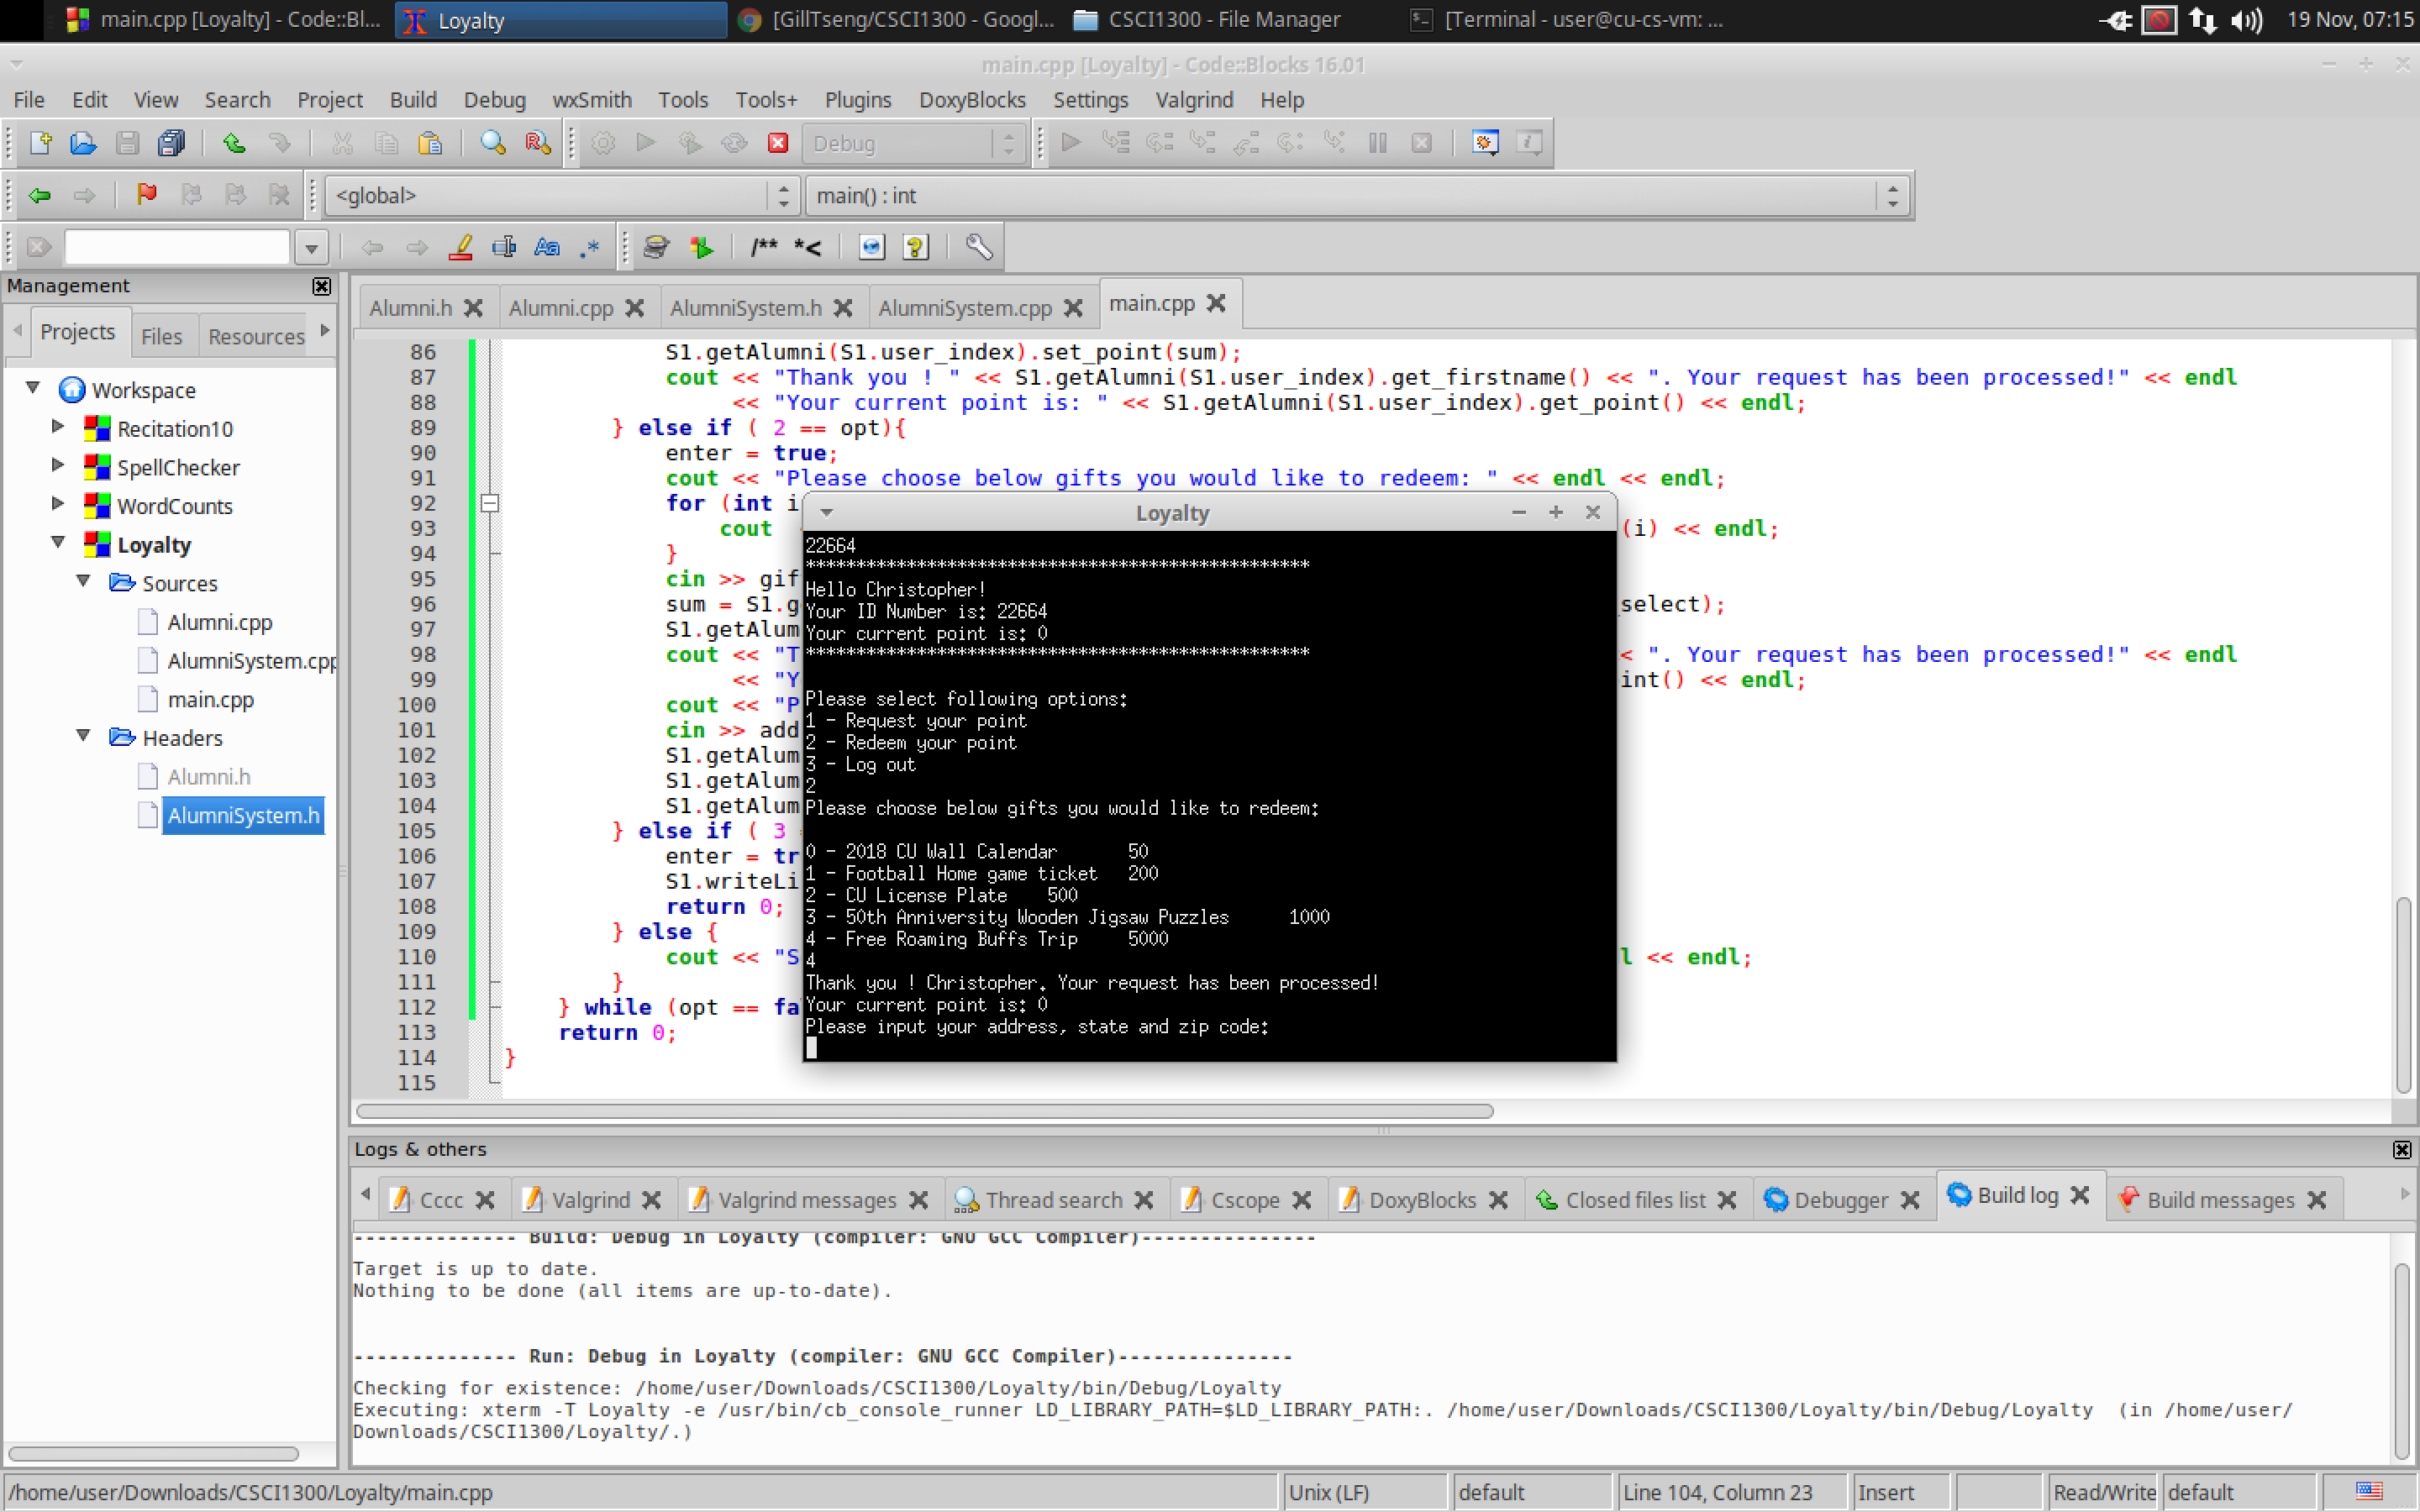 main.cpp [Loyalty] - Code::Bl...
Loyalty
[GillTseng/CSCI1300 - Googl...
CSCI1300 - File Manager
[Terminal - user@cu-cs-vm: ...
19 Nov, 07:15
main.cpp [Loyalty] - Code::Blocks 16.01
File Edit View Search Project Build Debug wxSmith Tools Tools+ Plugins DoxyBlocks Settings Valgrind Help
Debug
<global>
main() : int
/** *<
Management
Projects Files Resources
Workspace
Recitation10
SpellChecker
WordCounts
Loyalty
Sources
Alumni.cpp
AlumniSystem.cpp
main.cpp
Headers
Alumni.h
AlumniSystem.h
Alumni.h Alumni.cpp AlumniSystem.h AlumniSystem.cpp main.cpp
86 S1.getAlumni(S1.user_index).set_point(sum);
87 cout << "Thank you ! " << S1.getAlumni(S1.user_index).get_firstname() << ". Your request has been processed!" << endl
88 << "Your current point is: " << S1.getAlumni(S1.user_index).get_point() << endl;
89 } else if ( 2 == opt){
90 enter = true;
91 cout << "Please choose below gifts you would like to redeem: " << endl << endl;
92 for (int i
93 cout (i) << endl;
94 }
95 cin >> gif
96 sum = S1.g select);
97 S1.getAlum
98 cout << "T < ". Your request has been processed!" << endl
99 << "Y int() << endl;
100 cout << "P
101 cin >> add
102 S1.getAlum
103 S1.getAlum
104 S1.getAlum
105 } else if ( 3
106 enter = tr
107 S1.writeLi
108 return 0;
109 } else {
110 cout << "S l << endl;
111 }
112 } while (opt == fa
113 return 0;
114 }
115
Loyalty
22664
**************************************************
Hello Christopher!
Your ID Number is: 22664
Your current point is: 0
**************************************************
Please select following options:
1 - Request your point
2 - Redeem your point
3 - Log out
2
Please choose below gifts you would like to redeem:
0 - 2018 CU Wall Calendar 50
1 - Football Home game ticket 200
2 - CU License Plate 500
3 - 50th Anniversity Wooden Jigsaw Puzzles 1000
4 - Free Roaming Buffs Trip 5000
4
Thank you ! Christopher. Your request has been processed!
Your current point is: 0
Please input your address, state and zip code:
Logs & others
Cccc Valgrind Valgrind messages Thread search Cscope DoxyBlocks Closed files list Debugger Build log Build messages
-------------- Build: Debug in Loyalty (compiler: GNU GCC Compiler)---------------
Target is up to date.
Nothing to be done (all items are up-to-date).
-------------- Run: Debug in Loyalty (compiler: GNU GCC Compiler)---------------
Checking for existence: /home/user/Downloads/CSCI1300/Loyalty/bin/Debug/Loyalty
Executing: xterm -T Loyalty -e /usr/bin/cb_console_runner LD_LIBRARY_PATH=$LD_LIBRARY_PATH:. /home/user/Downloads/CSCI1300/Loyalty/bin/Debug/Loyalty (in /home/user/
Downloads/CSCI1300/Loyalty/.)
/home/user/Downloads/CSCI1300/Loyalty/main.cpp
Unix (LF)
default
Line 104, Column 23
Insert
Read/Write
default